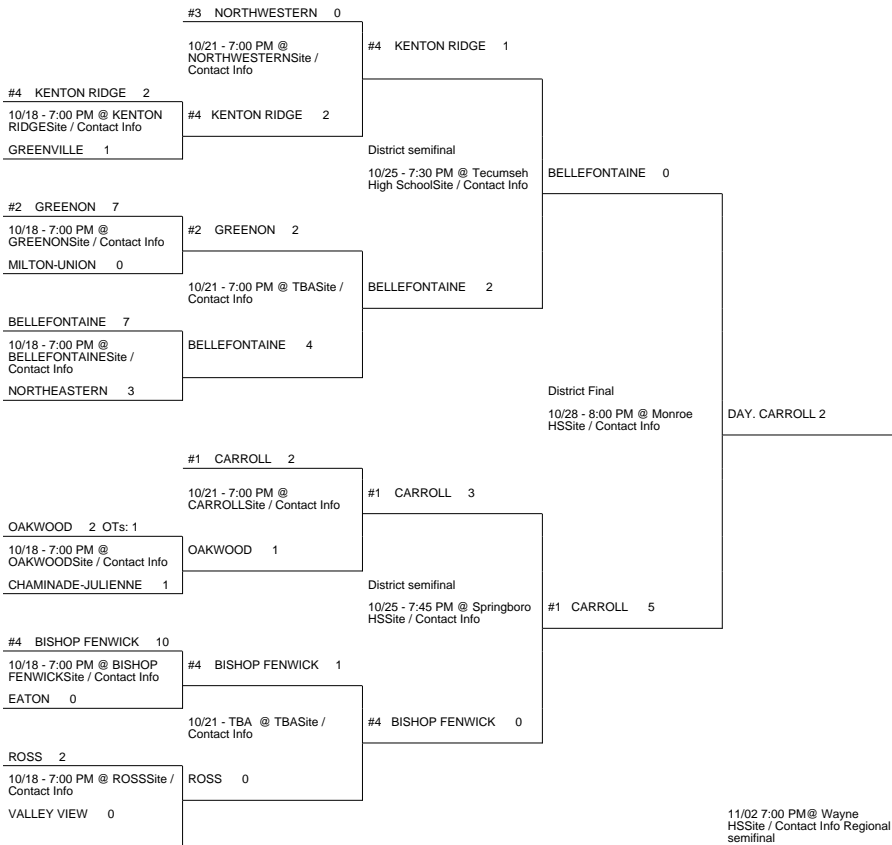 #3 NORTHWESTERN 0
10/21 - 7:00 PM @
NORTHWESTERNSite /
Contact Info
#4 KENTON RIDGE 1
#4 KENTON RIDGE 2
10/18 - 7:00 PM @ KENTON
RIDGESite / Contact Info
#4 KENTON RIDGE 2
GREENVILLE 1
District semifinal
10/25 - 7:30 PM @ Tecumseh
High SchoolSite / Contact Info
BELLEFONTAINE 0
#2 GREENON 7
10/18 - 7:00 PM @
GREENONSite / Contact Info
#2 GREENON 2
MILTON-UNION 0
10/21 - 7:00 PM @ TBASite /
Contact Info
BELLEFONTAINE 2
BELLEFONTAINE 7
10/18 - 7:00 PM @
BELLEFONTAINESite /
Contact Info
BELLEFONTAINE 4
NORTHEASTERN 3
District Final
10/28 - 8:00 PM @ Monroe
HSSite / Contact Info
DAY. CARROLL 2
#1 CARROLL 2
10/21 - 7:00 PM @
CARROLLSite / Contact Info
#1 CARROLL 3
OAKWOOD 2 OTs: 1
10/18 - 7:00 PM @
OAKWOODSite / Contact Info
OAKWOOD 1
CHAMINADE-JULIENNE 1
District semifinal
10/25 - 7:45 PM @ Springboro
HSSite / Contact Info
#1 CARROLL 5
#4 BISHOP FENWICK 10
10/18 - 7:00 PM @ BISHOP
FENWICKSite / Contact Info
#4 BISHOP FENWICK 1
EATON 0
10/21 - TBA @ TBASite /
Contact Info
#4 BISHOP FENWICK 0
ROSS 2
10/18 - 7:00 PM @ ROSSSite /
Contact Info
ROSS 0
VALLEY VIEW 0
11/02 7:00 PM@ Wayne
HSSite / Contact Info Regional
semifinal